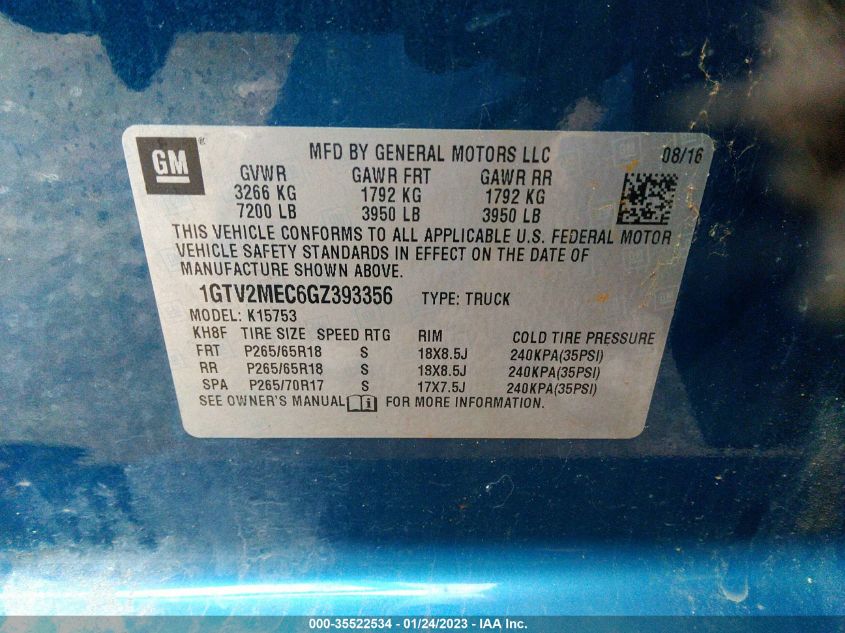 GM
MFD BY GENERAL MOTORS LLC 08/16
GVWR GAWR FRT GAWR RR
3266 KG 1792 KG 1792 KG
7200 LB 3950 LB 3950 LB
THIS VEHICLE CONFORMS TO ALL APPLICABLE U.S. FEDERAL MOTOR
VEHICLE SAFETY STANDARDS IN EFFECT ON THE DATE OF
MANUFACTURE SHOWN ABOVE.
1GTV2MEC6GZ393356 TYPE: TRUCK
MODEL: K15753
KH8F TIRE SIZE SPEED RTG RIM COLD TIRE PRESSURE
FRT P265/65R18 S 18X8.5J 240KPA(35PSI)
RR P265/65R18 S 18X8.5J 240KPA(35PSI)
SPA P265/70R17 S 17X7.5J 240KPA(35PSI)
SEE OWNER'S MANUAL FOR MORE INFORMATION.
000-35522534 - 01/24/2023 - IAA Inc.